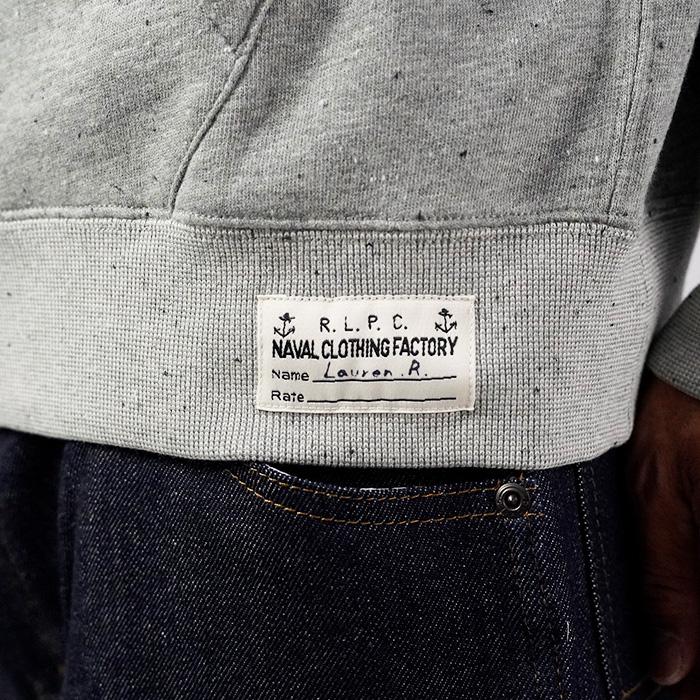 R. L. P. C.
NAVAL CLOTHING FACTORY
Name Lauren .R.
Rate